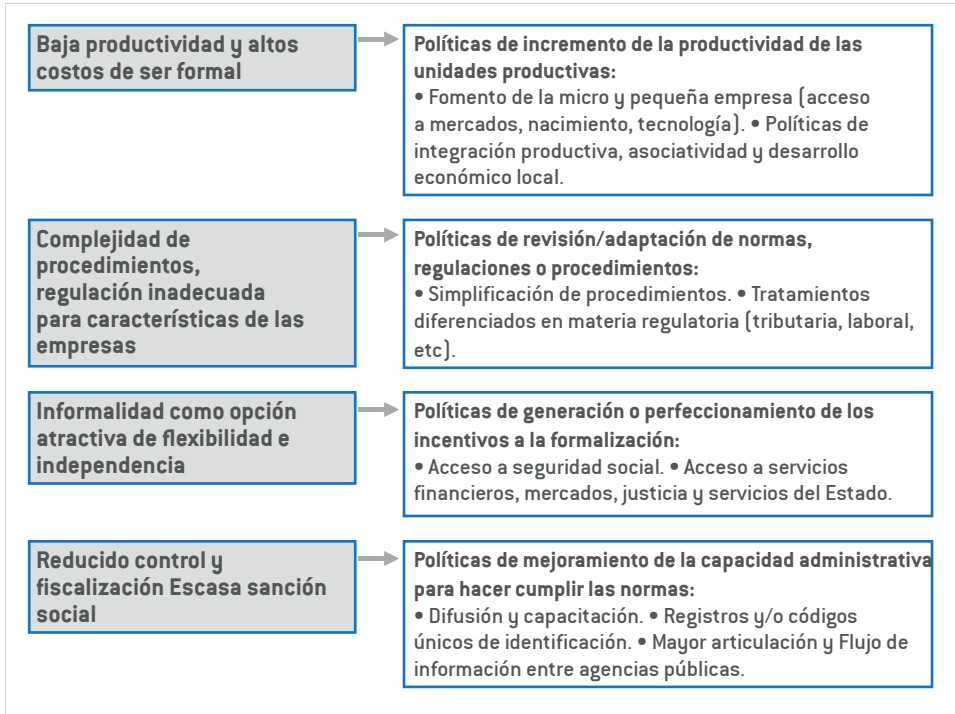 Baja productividad y altos
costos de ser formal
Políticas de incremento de la productividad de las
unidades productivas:
• Fomento de la micro y pequeña empresa (acceso
a mercados, nacimiento, tecnología). • Políticas de
integración productiva, asociatividad y desarrollo
económico local.
Complejidad de
procedimientos,
regulación inadecuada
para características de las
empresas
Políticas de revisión/adaptación de normas,
regulaciones o procedimientos:
• Simplificación de procedimientos. • Tratamientos
diferenciados en materia regulatoria (tributaria, laboral,
etc).
Informalidad como opción
atractiva de flexibilidad e
independencia
Políticas de generación o perfeccionamiento de los
incentivos a la formalización:
• Acceso a seguridad social. • Acceso a servicios
financieros, mercados, justicia y servicios del Estado.
Reducido control y
fiscalización Escasa sanción
social
Políticas de mejoramiento de la capacidad administrativa
para hacer cumplir las normas:
• Difusión y capacitación. • Registros y/o códigos
únicos de identificación. • Mayor articulación y Flujo de
información entre agencias públicas.